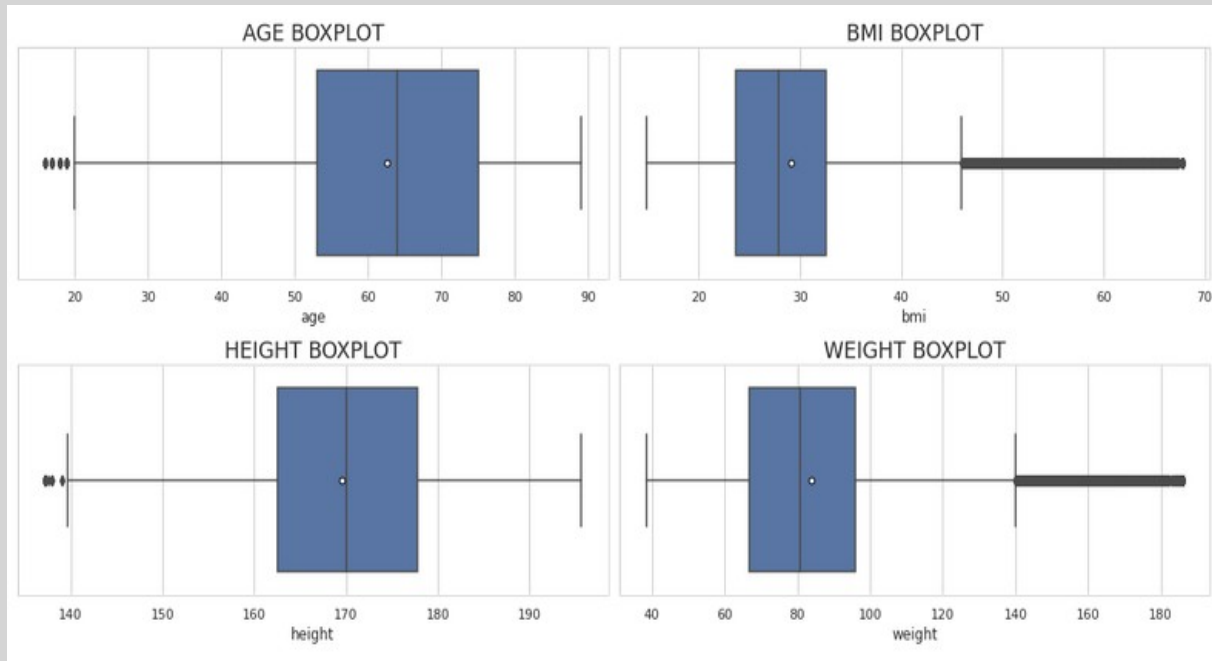 AGE BOXPLOT
20 30 40 50 60 70 80 90
age
BMI BOXPLOT
20 30 40 50 60 70
bmi
HEIGHT BOXPLOT
140 150 160 170 180 190
height
WEIGHT BOXPLOT
40 60 80 100 120 140 160 180
weight